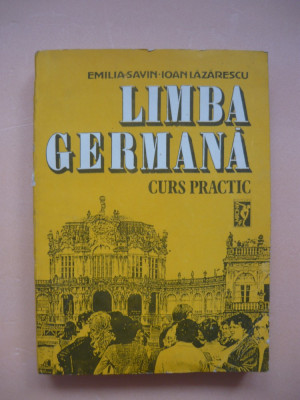 EMILIA SAVIN·IOAN LĂZĂRESCU
LIMBA
GERMANĂ
CURS PRACTIC